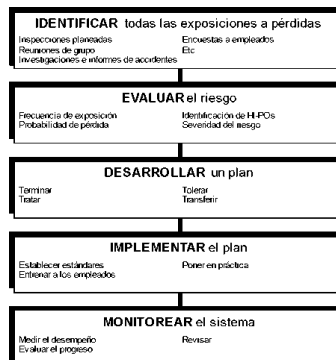 IDENTIFICAR todas las exposiciones a pérdidas
Inspecciones planeadas Encuestas a empleados
Reuniones de grupo Etc
Investigaciones e informes de accidentes
EVALUAR el riesgo
Frecuencia de exposición Identificación de HI-POs
Probabilidad de pérdida Severidad del riesgo
DESARROLLAR un plan
Terminar Tolerar
Tratar Transferir
IMPLEMENTAR el plan
Establecer estándares Poner en práctica
Entrenar a los empleados
MONITOREAR el sistema
Medir el desempeño Revisar
Evaluar el progreso